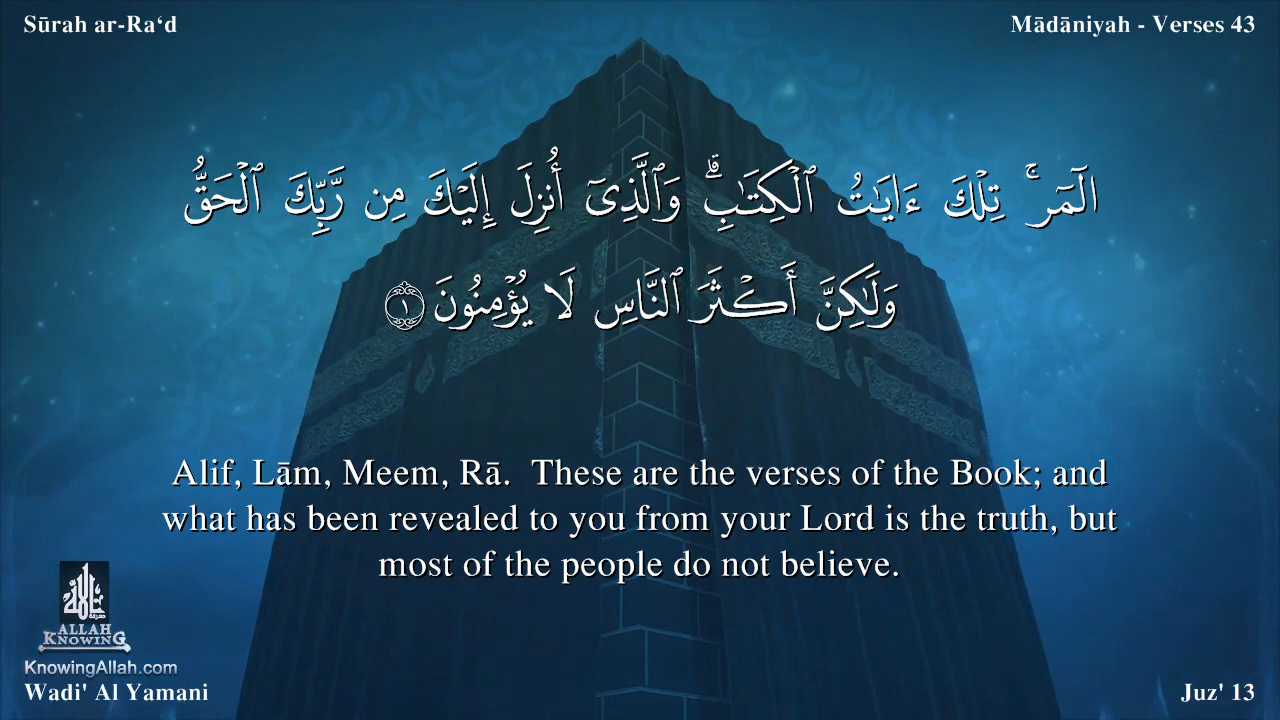 Sūrah ar-Ra‘d
Mādāniyah - Verses 43
الٓمٓر ۚ تِلْكَ ءَايَٰتُ ٱلْكِتَٰبِ ۗ وَٱلَّذِىٓ أُنزِلَ إِلَيْكَ مِن رَّبِّكَ ٱلْحَقُّ
وَلَٰكِنَّ أَكْثَرَ ٱلنَّاسِ لَا يُؤْمِنُونَ ١
Alif, Lām, Meem, Rā. These are the verses of the Book; and
what has been revealed to you from your Lord is the truth, but
most of the people do not believe.
ALLAH
KNOWING
KnowingAllah.com
Wadi' Al Yamani
Juz' 13